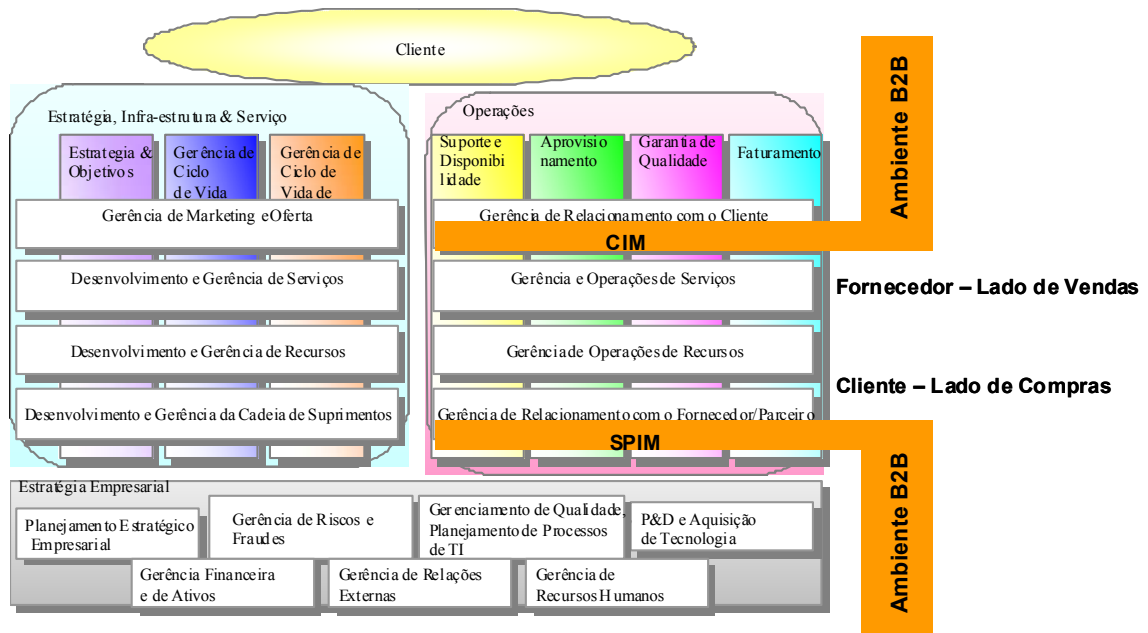 Cliente
Estratégia, Infra-estrutura & Serviço
Estrategia &
Objetivos
Gerência de
Ciclo
de Vida
Gerência de
Ciclo de
Vida de
Gerência de Marketing e Oferta
Desenvolvimento e Gerência de Serviços
Desenvolvimento e Gerência de Recursos
Desenvolvimento e Gerência da Cadeia de Suprimentos
Operações
Suporte e
Disponibi
lidade
Aprovisio
namento
Garantia de
Qualidade
Faturamento
Gerência de Relacionamento com o Cliente
CIM
Gerência e Operações de Serviços
Gerência de Operações de Recursos
Gerência de Relacionamento com o Fornecedor/Parceiro
SPIM
Ambiente B2B
Fornecedor – Lado de Vendas
Cliente – Lado de Compras
Ambiente B2B
Estratégia Empresarial
Planejamento Estratégico
Empresarial
Gerência de Riscos e
Fraudes
Gerenciamento de Qualidade,
Planejamento de Processos
de TI
P&D e Aquisição
de Tecnologia
Gerência Financeira
e de Ativos
Gerência de Relações
Externas
Gerência de
Recursos Humanos